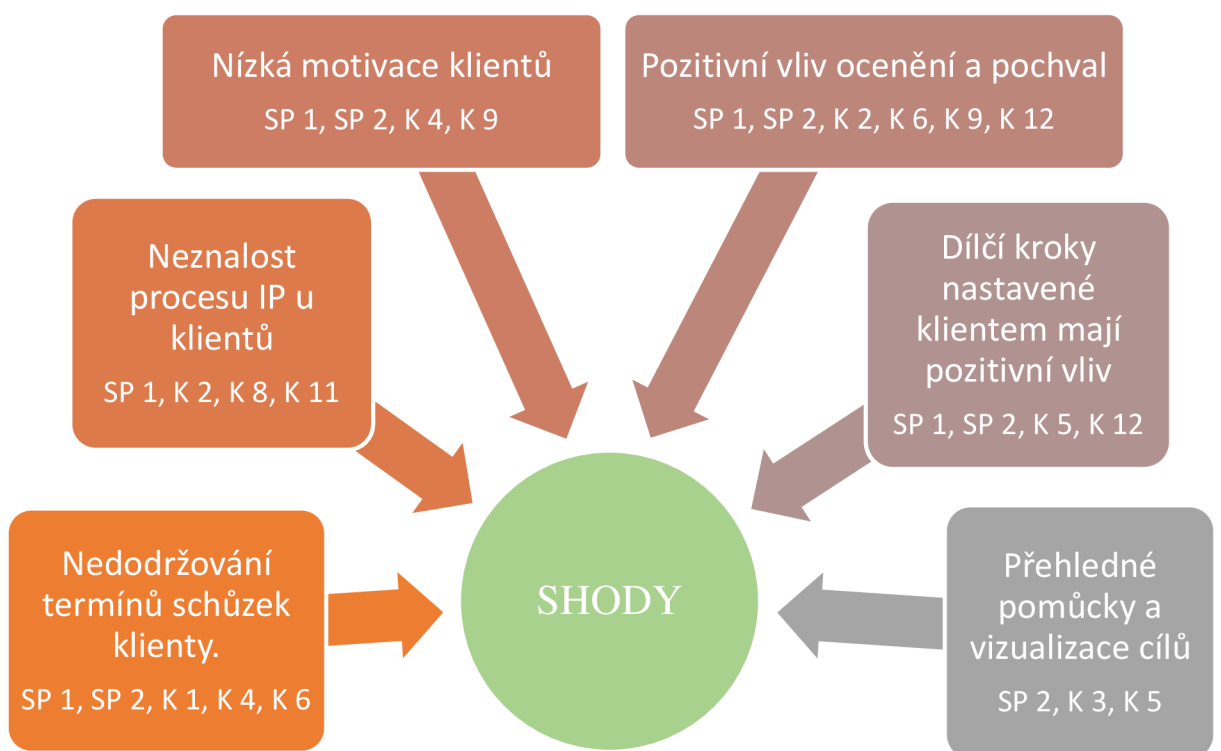 Nízká motivace klientů
SP 1, SP 2, K 4, K 9
Pozitivní vliv ocenění a pochval
SP 1, SP 2, K 2, K 6, K 9, K 12
Neznalost
procesu IP u
klientů
SP 1, K 2, K 8, K 11
Dílčí kroky
nastavené
klientem mají
pozitivní vliv
SP 1, SP 2, K 5, K 12
Nedodržování
termínů schůzek
klienty.
SP 1, SP 2, K 1, K 4, K 6
SHODY
Přehledné
pomůcky a
vizualizace cílů
SP 2, K 3, K 5